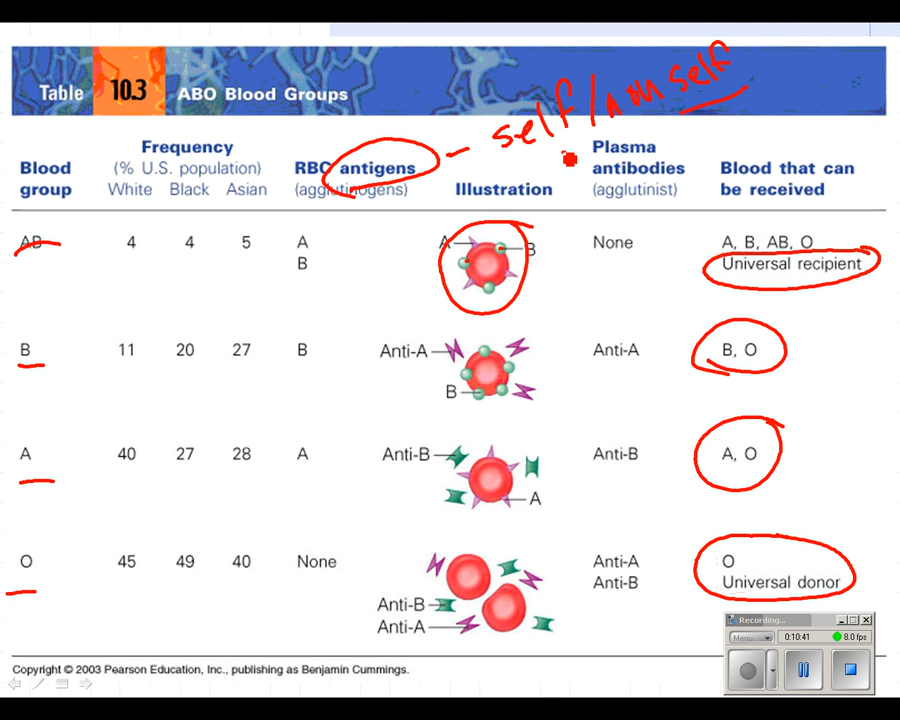 Table 10.3 ABO Blood Groups
self/non self
Blood group
Frequency
(% U.S. population)
White Black Asian
RBC antigens
(agglutinogens)
Illustration
Plasma antibodies
(agglutinist)
Blood that can be received
AB 4 4 5 A A B None A, B, AB, O
B Universal recipient
B 11 20 27 B Anti-A Anti-A B, O
B
A 40 27 28 A Anti-B Anti-B A, O
A
O 45 49 40 None Anti-A O
Anti-B Universal donor
Anti-B
Anti-A
Recording...
Menu 0:10:41 8.0 fps
Copyright © 2003 Pearson Education, Inc., publishing as Benjamin Cummings.